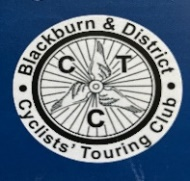 Blackburn & District
C T
C
Cyclists' Touring Club